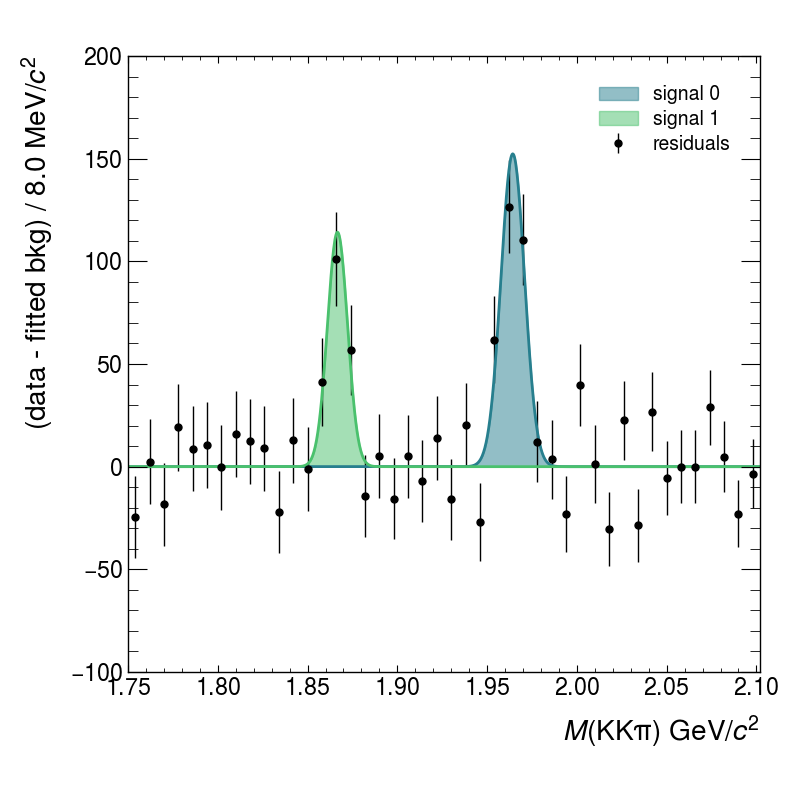 (data - fitted bkg) / 8.0 MeV/c²
200
150
100
50
0
−50
−100
signal 0
signal 1
residuals
1.75 1.80 1.85 1.90 1.95 2.00 2.05 2.10
M(KKπ) GeV/c²